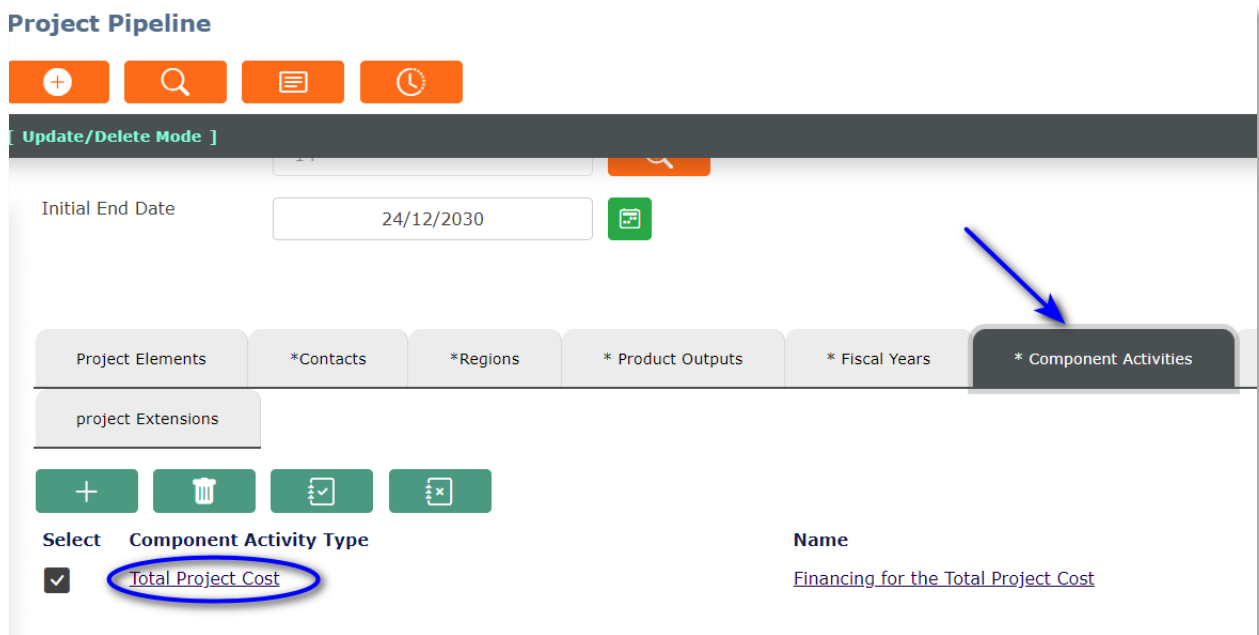 Project Pipeline
[ Update/Delete Mode ]
Initial End Date
24/12/2030
Project Elements *Contacts *Regions * Product Outputs * Fiscal Years * Component Activities
project Extensions
Select Component Activity Type Name
Total Project Cost Financing for the Total Project Cost